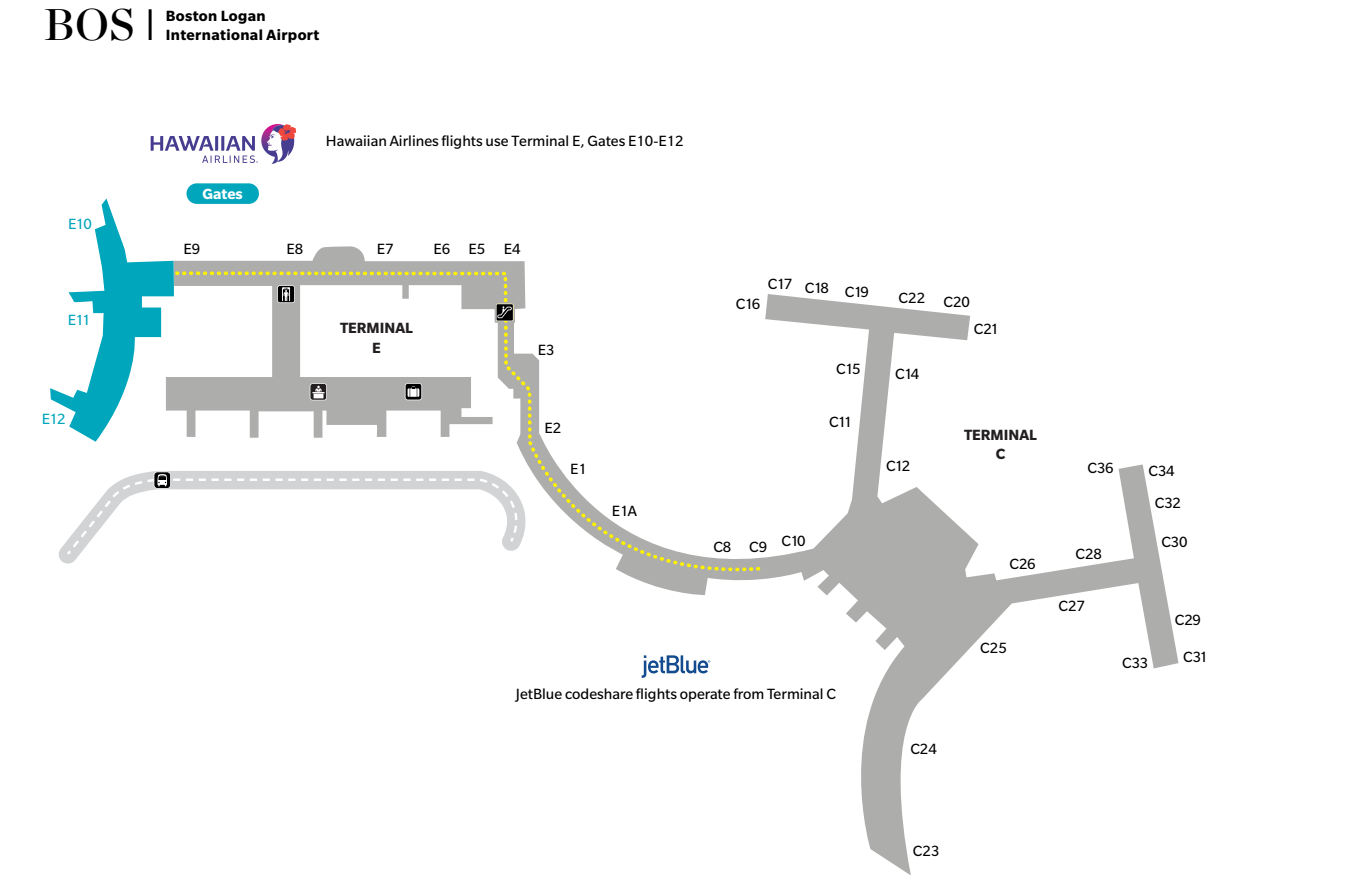 BOS
Boston Logan
International Airport
HAWAIIAN
AIRLINES.
Hawaiian Airlines flights use Terminal E, Gates E10-E12
Gates
E10
E9
E8
E7
E6
E5
E4
E11
E12
TERMINAL
E
E3
E2
E1
E1A
C8
C9
C10
C17
C18
C19
C22
C20
C16
C21
C15
C14
C11
C12
TERMINAL
C
C36
C34
C32
C30
C28
C26
C27
C29
C25
C33
C31
C24
C23
jetBlue
JetBlue codeshare flights operate from Terminal C